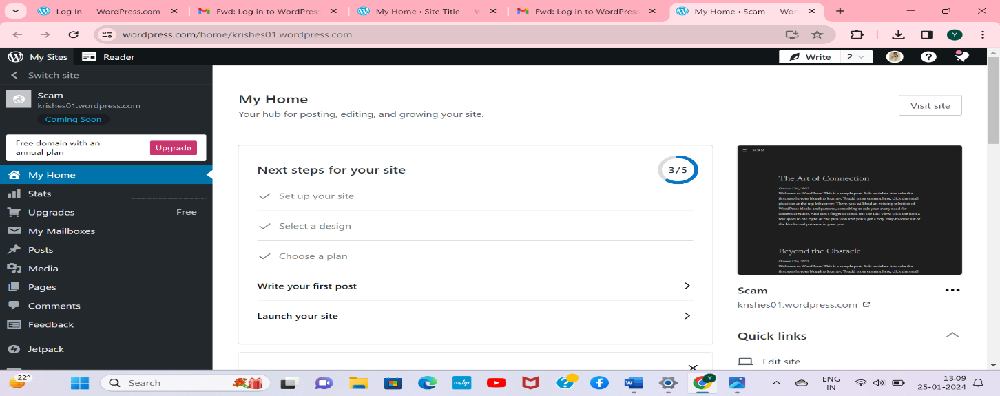 Log In — WordPress.com
Fwd: Log in to WordPress
My Home ‹ Site Title — W
Fwd: Log in to WordPress
My Home ‹ Scam — Wor
wordpress.com/home/krishes01.wordpress.com
Y
My Sites
Reader
Write
2
Switch site
Scam
krishes01.wordpress.com
Coming Soon
Free domain with an
annual plan
Upgrade
My Home
Stats
Upgrades
Free
My Mailboxes
Posts
Media
Pages
Comments
Feedback
Jetpack
My Home
Your hub for posting, editing, and growing your site.
Visit site
Next steps for your site
3/5
Set up your site
Select a design
Choose a plan
Write your first post
Launch your site
SCAM
The Art of Connection
October 12th, 2023
Welcome to WordPress! This is a sample post. Edit or delete it to take the
first step in your blogging journey. To add more content here, click the small
plus icon at the top left corner. There, you will find an existing selection of
WordPress blocks and patterns, something to suit your every need for
content creation. And don't forget to check out the List View: click the icon a
few spots to the right of the plus icon and you'll get a tidy, easy-to-view list of
the blocks and patterns in your post.
Beyond the Obstacle
October 12th, 2023
Welcome to WordPress! This is a sample post. Edit or delete it to take the
first step in your blogging journey. To add more content here, click the small
Scam
krishes01.wordpress.com
Quick links
Edit site
22°
Search
myhp
ENG
IN
13:09
25-01-2024